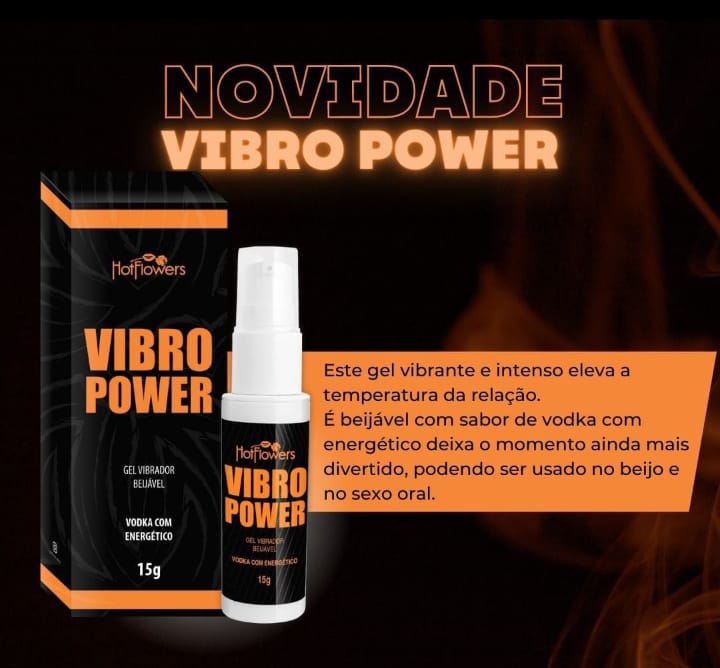 NOVIDADE
VIBRO POWER
HotFlowers
VIBRO
POWER
GEL VIBRADOR
BEIJÁVEL
VODKA COM
ENERGÉTICO
15g
HotFlowers
VIBRO
POWER
GEL VIBRADOR
BEIJÁVEL
VODKA COM ENERGÉTICO
15g
Este gel vibrante e intenso eleva a
temperatura da relação.
É beijável com sabor de vodka com
energético deixa o momento ainda mais
divertido, podendo ser usado no beijo e
no sexo oral.